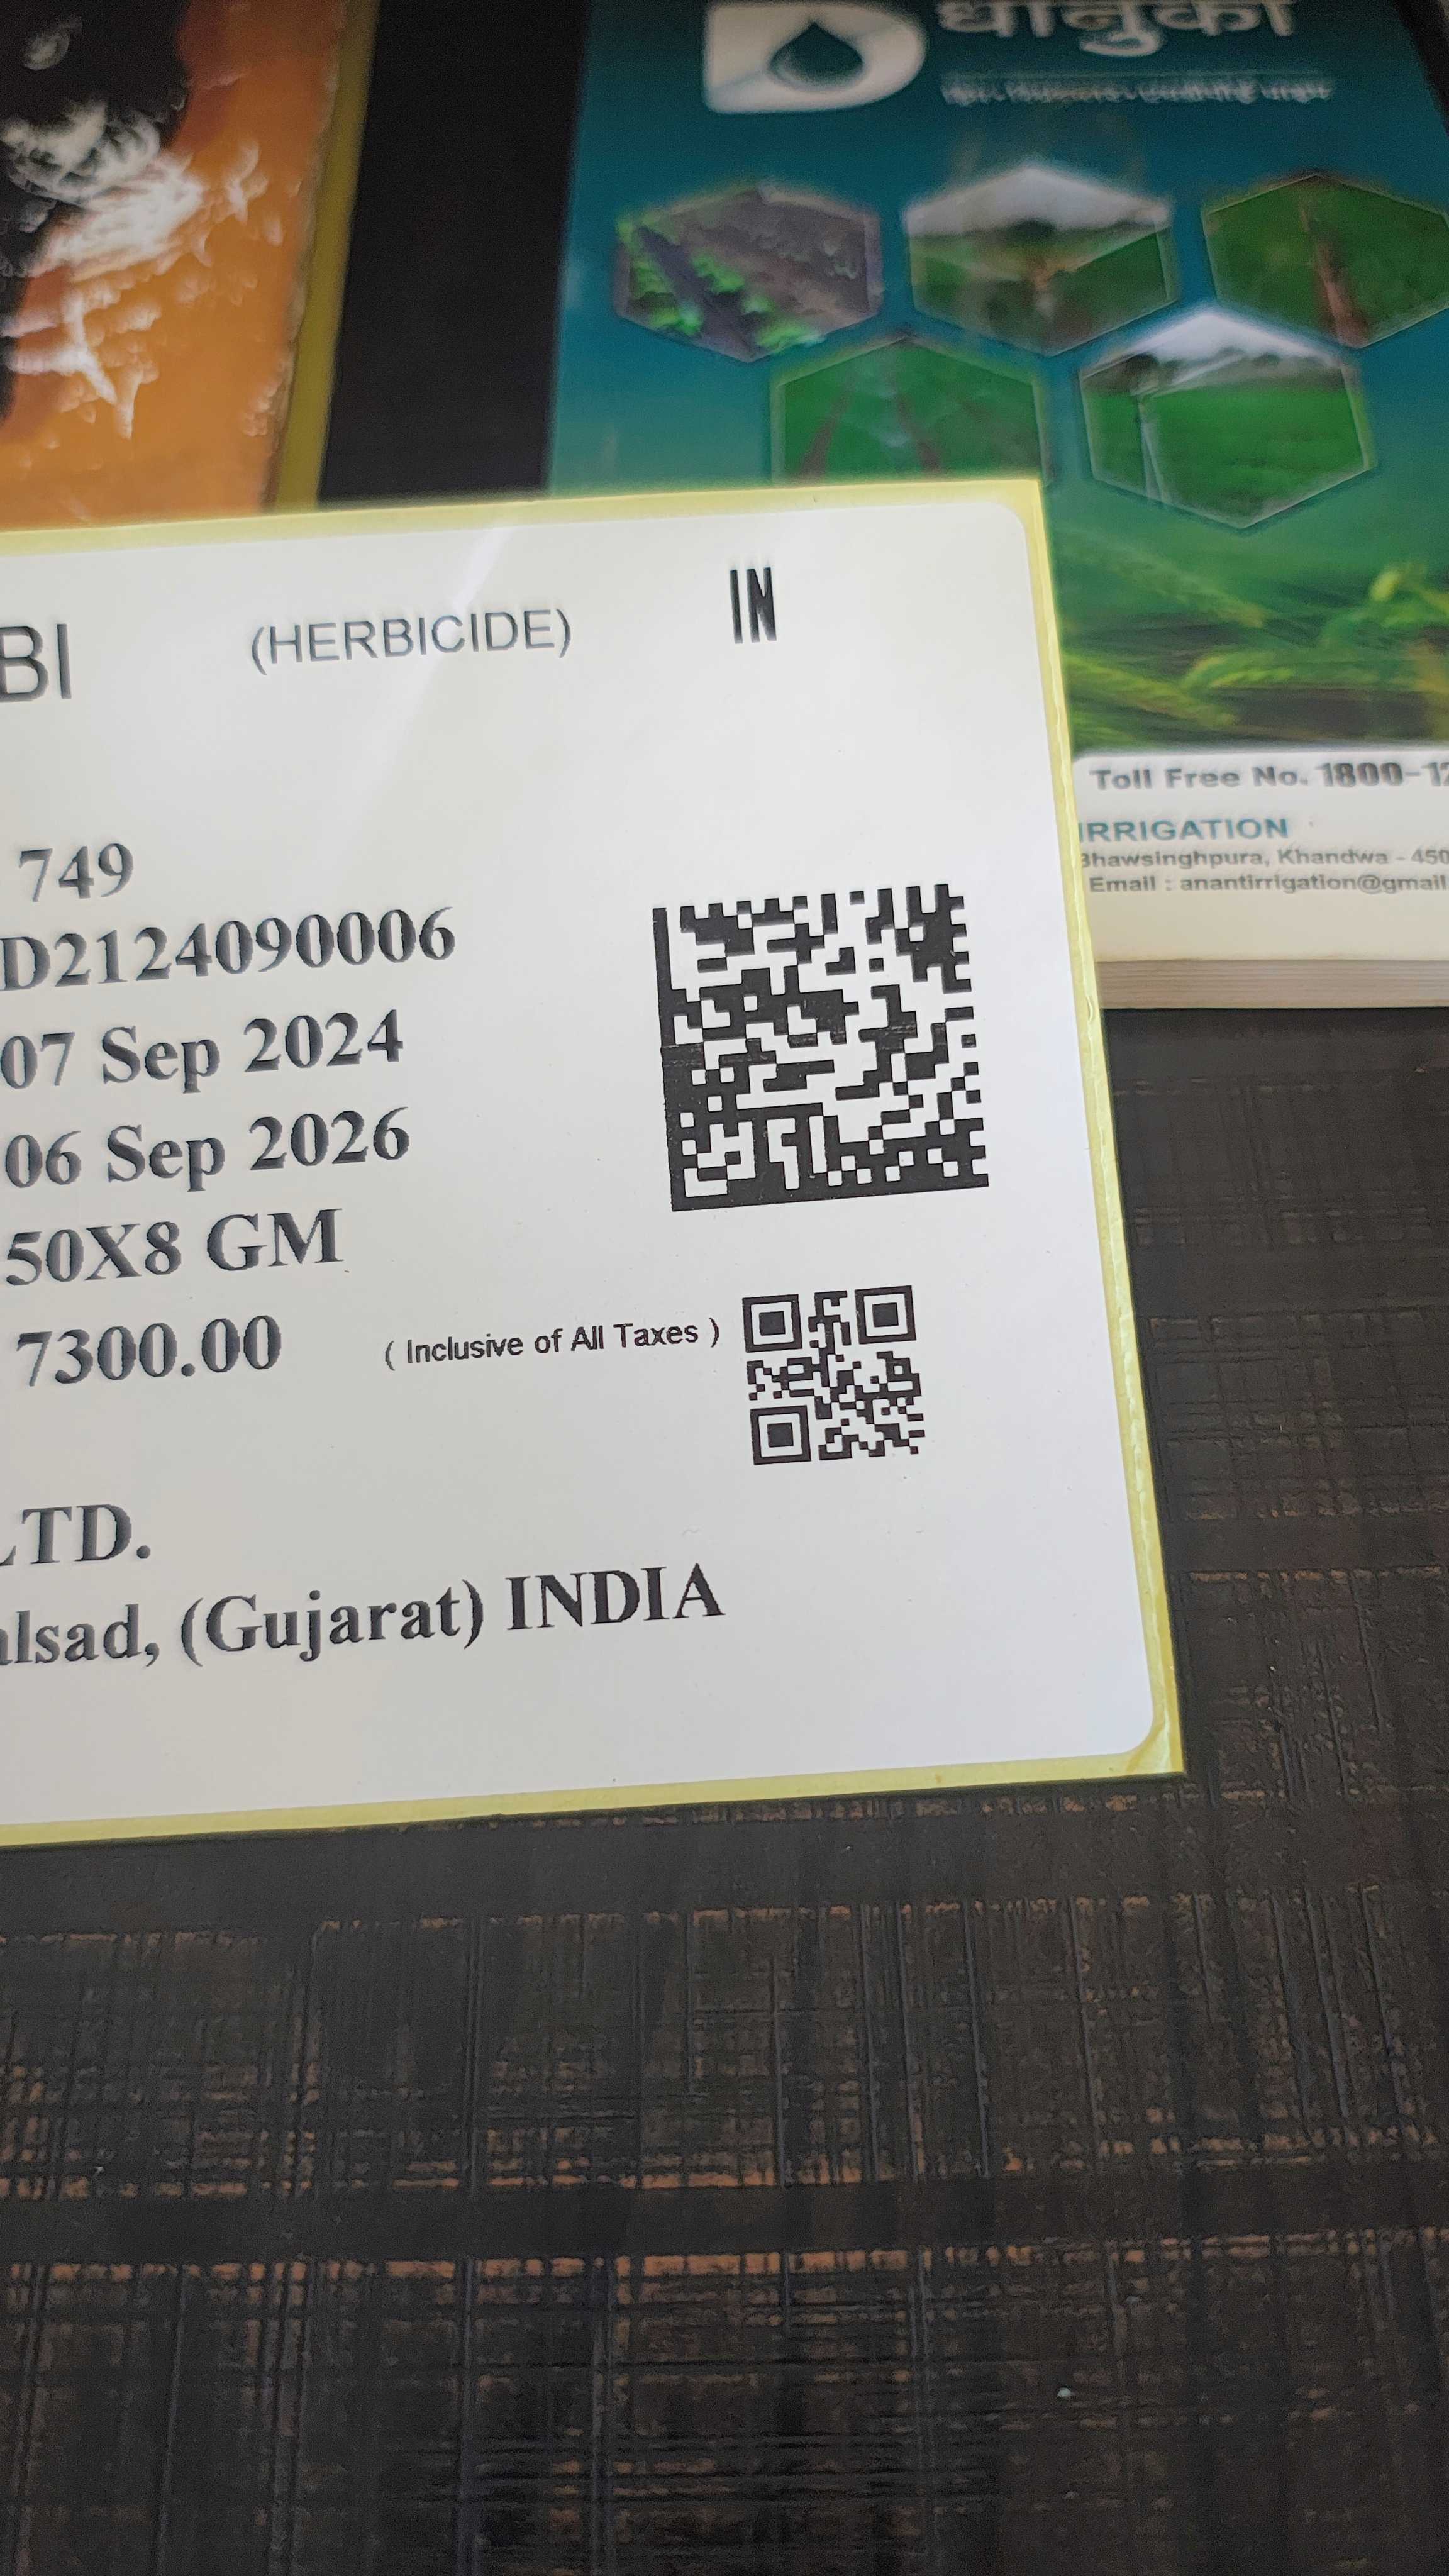 धानुका
BI (HERBICIDE) IN
749
D2124090006
07 Sep 2024
06 Sep 2026
50X8 GM
7300.00 ( Inclusive of All Taxes )
LTD.
alsad, (Gujarat) INDIA
Toll Free No. 1800-12
IRRIGATION
Bhawsinghpura, Khandwa - 450
Email : anantirrigation@gmail